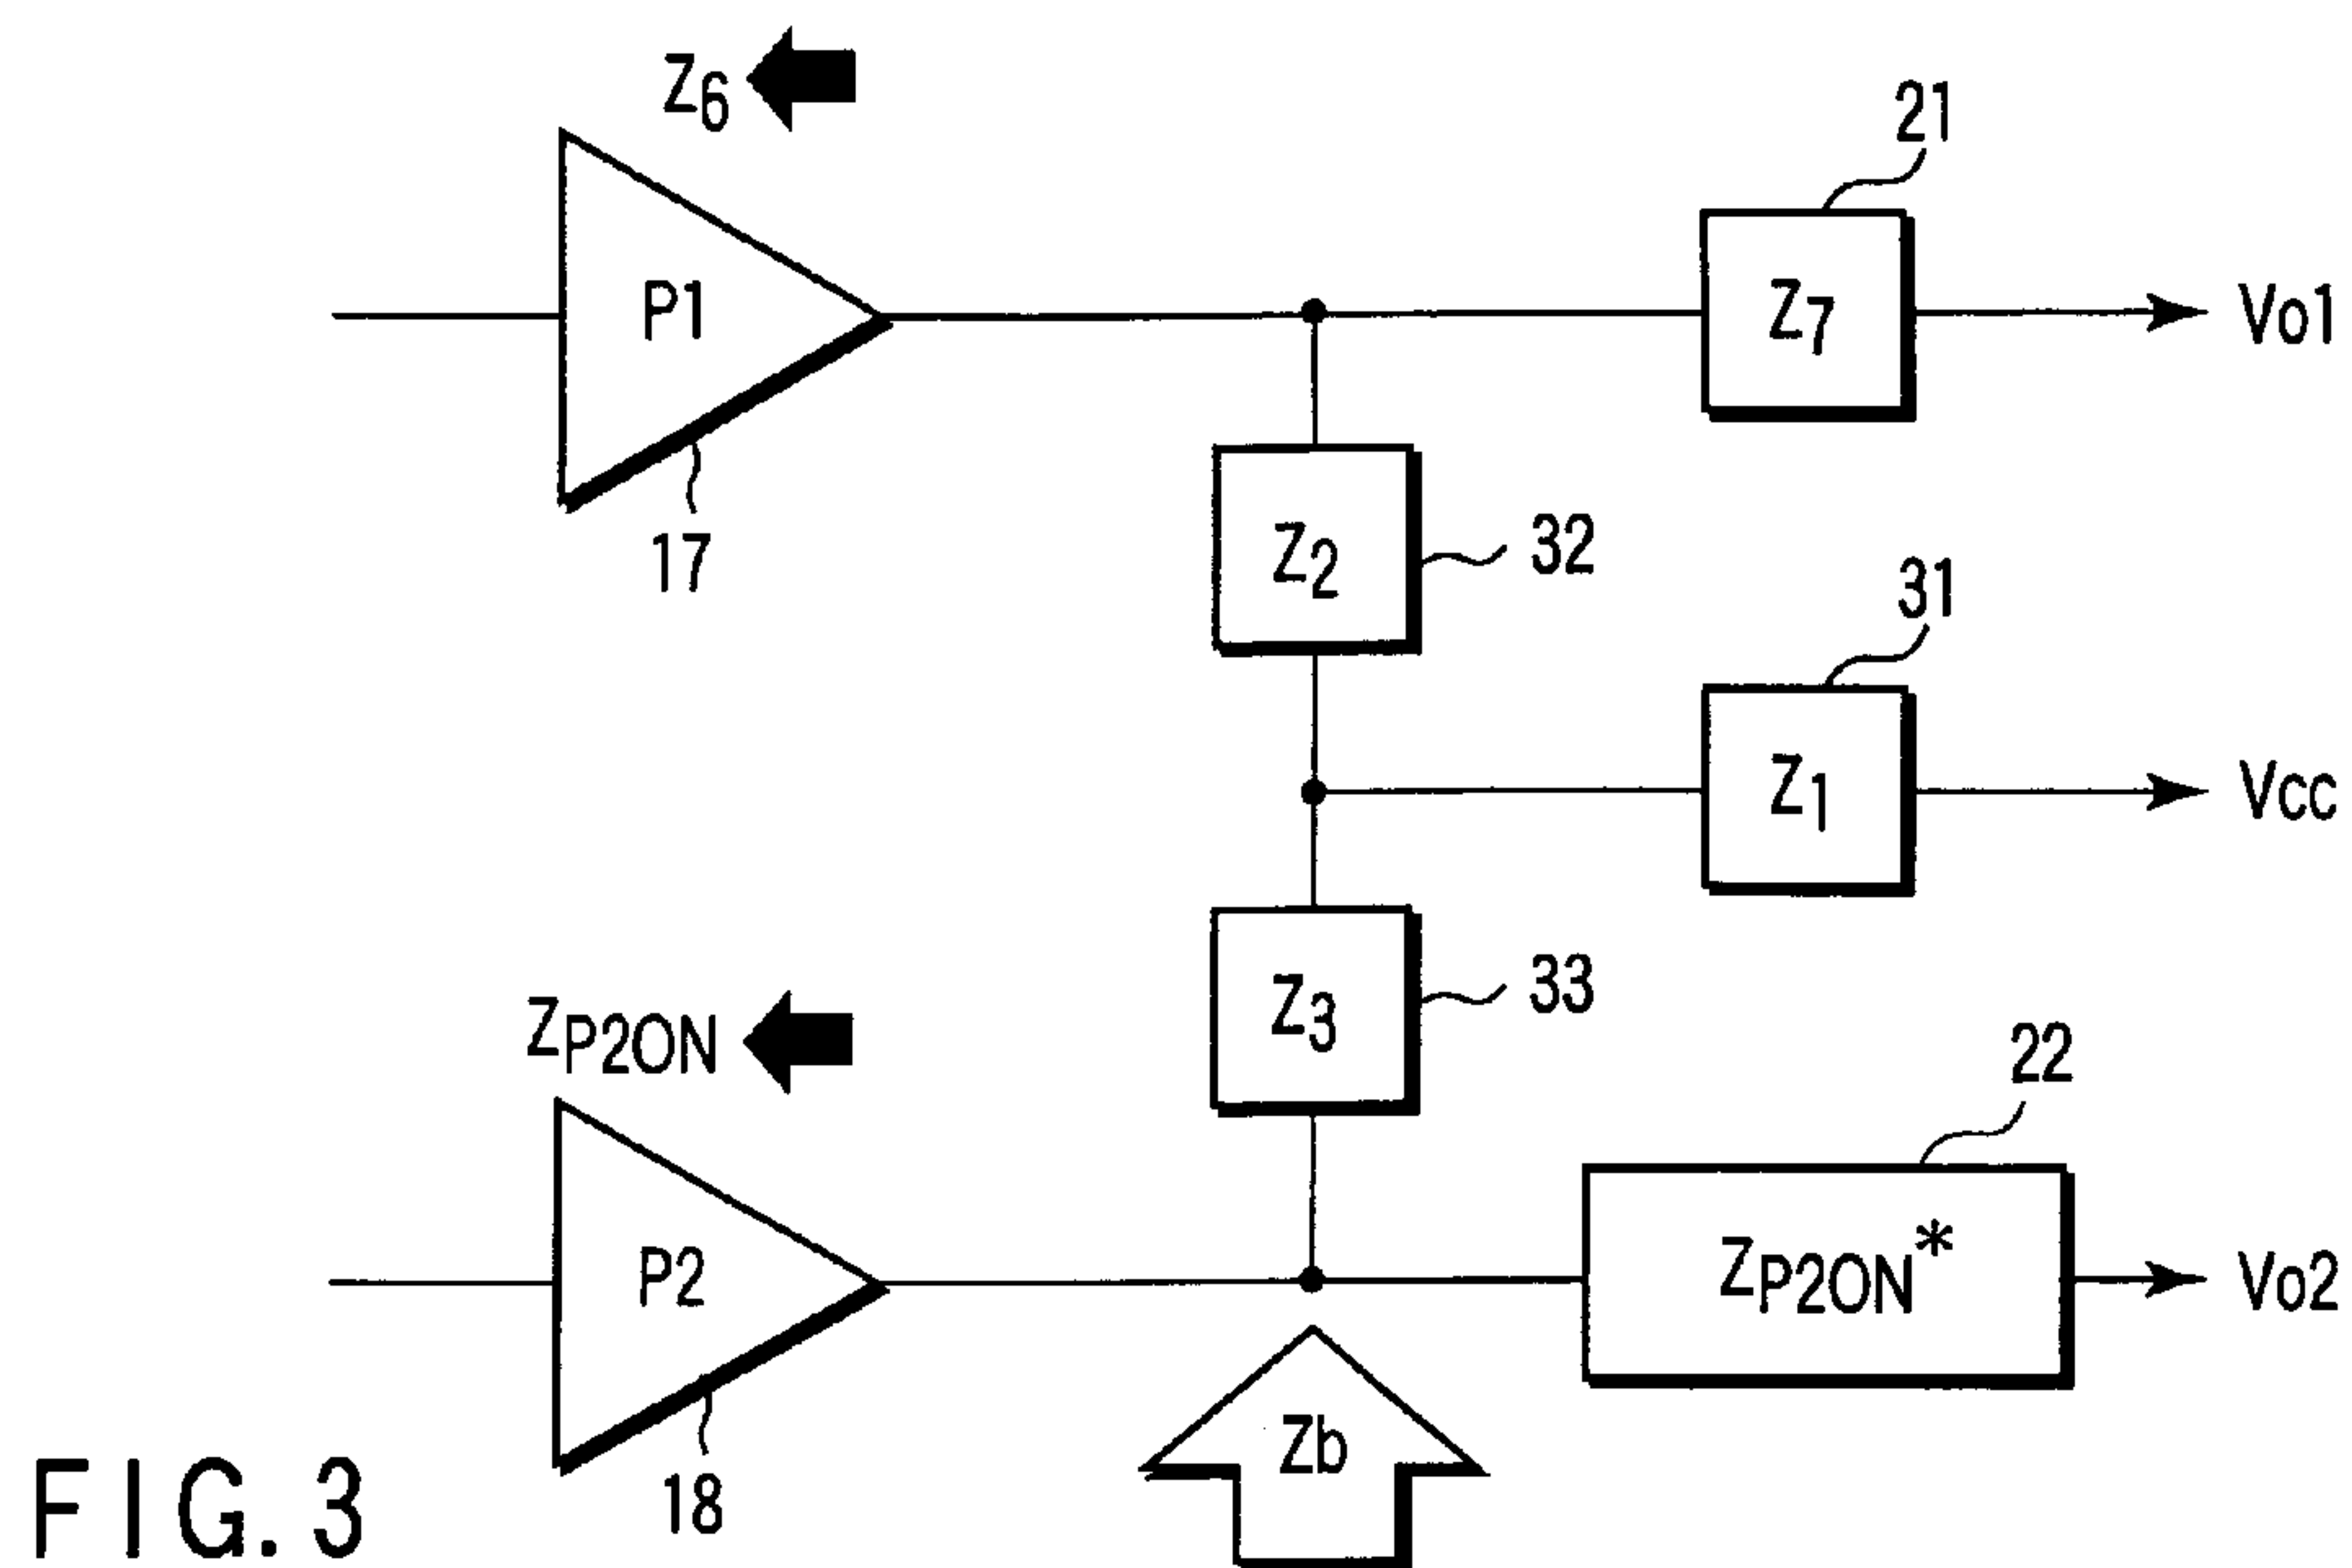 Z6
21
P1
Z7
Vo1
17
Z2
32
31
Z1
Vcc
Z3
33
ZP2ON
22
P2
ZP2ON*
Vo2
18
Zb
FIG. 3